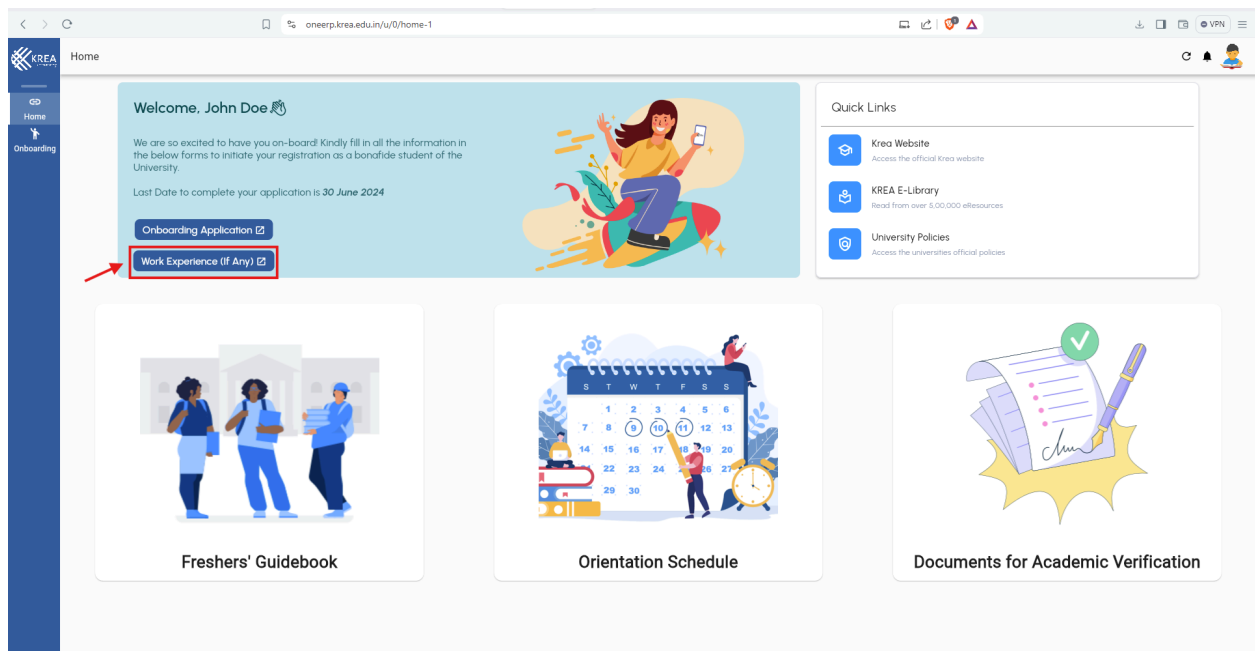 oneerp.krea.edu.in/u/0/home-1
VPN
KREA
Home
Home
Onboarding
Welcome, John Doe
We are so excited to have you on-board! Kindly fill in all the information in
the below forms to initiate your registration as a bonafide student of the
University.
Last Date to complete your application is 30 June 2024
Onboarding Application
Work Experience (If Any)
Quick Links
Krea Website
Access the official Krea website
KREA E-Library
Read from over 5,00,000 eResources
University Policies
Access the universities official policies
S T W T F S S
1 2 3 4 5 6
7 8 9 10 11 12 13
14 15 16 17 18 19 20
22 23 24 26 27
29 30
Freshers' Guidebook
Orientation Schedule
Documents for Academic Verification